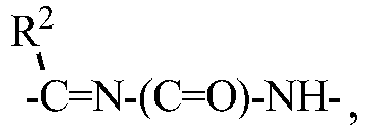 R²
-C=N-(C=O)-NH- ,